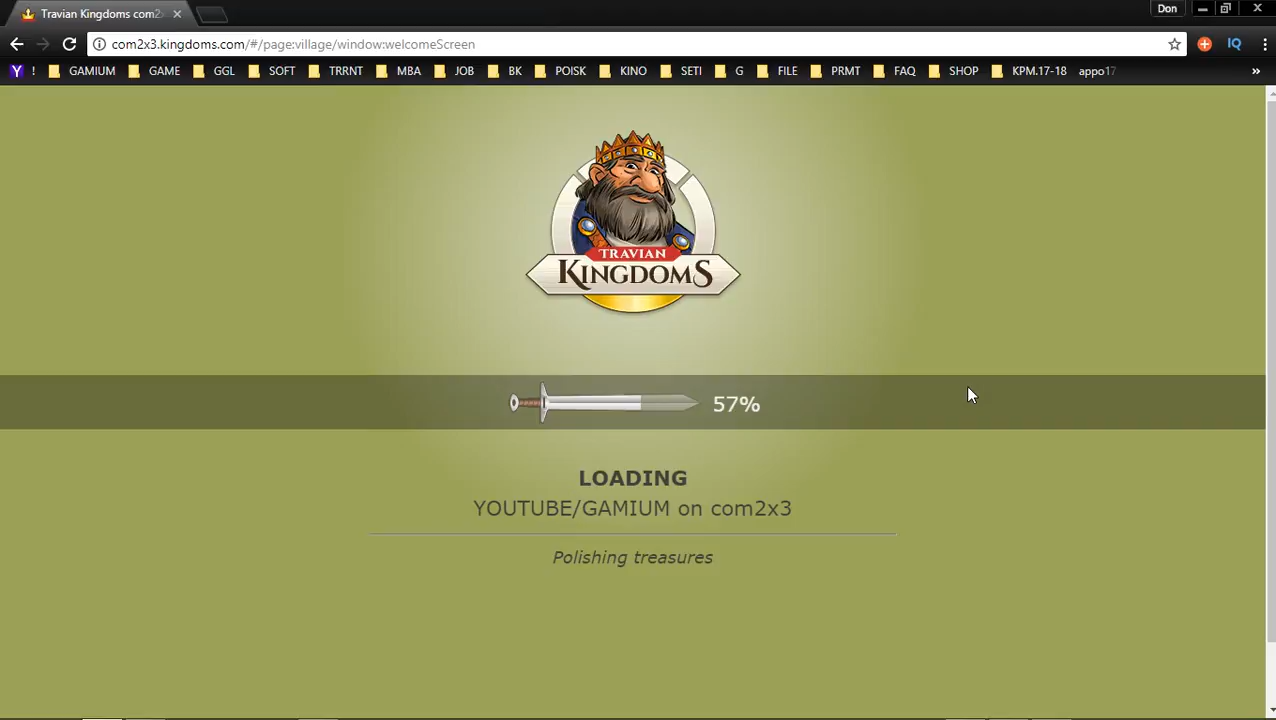 Travian Kingdoms com2x
Don
com2x3.kingdoms.com/#/page:village/window:welcomeScreen
IQ
Y ! GAMIUM GAME GGL SOFT TRRNT MBA JOB BK POISK KINO SETI G FILE PRMT FAQ SHOP KPM.17-18 appo17 »
TRAVIAN
KINGDOMS
57%
LOADING
YOUTUBE/GAMIUM on com2x3
Polishing treasures